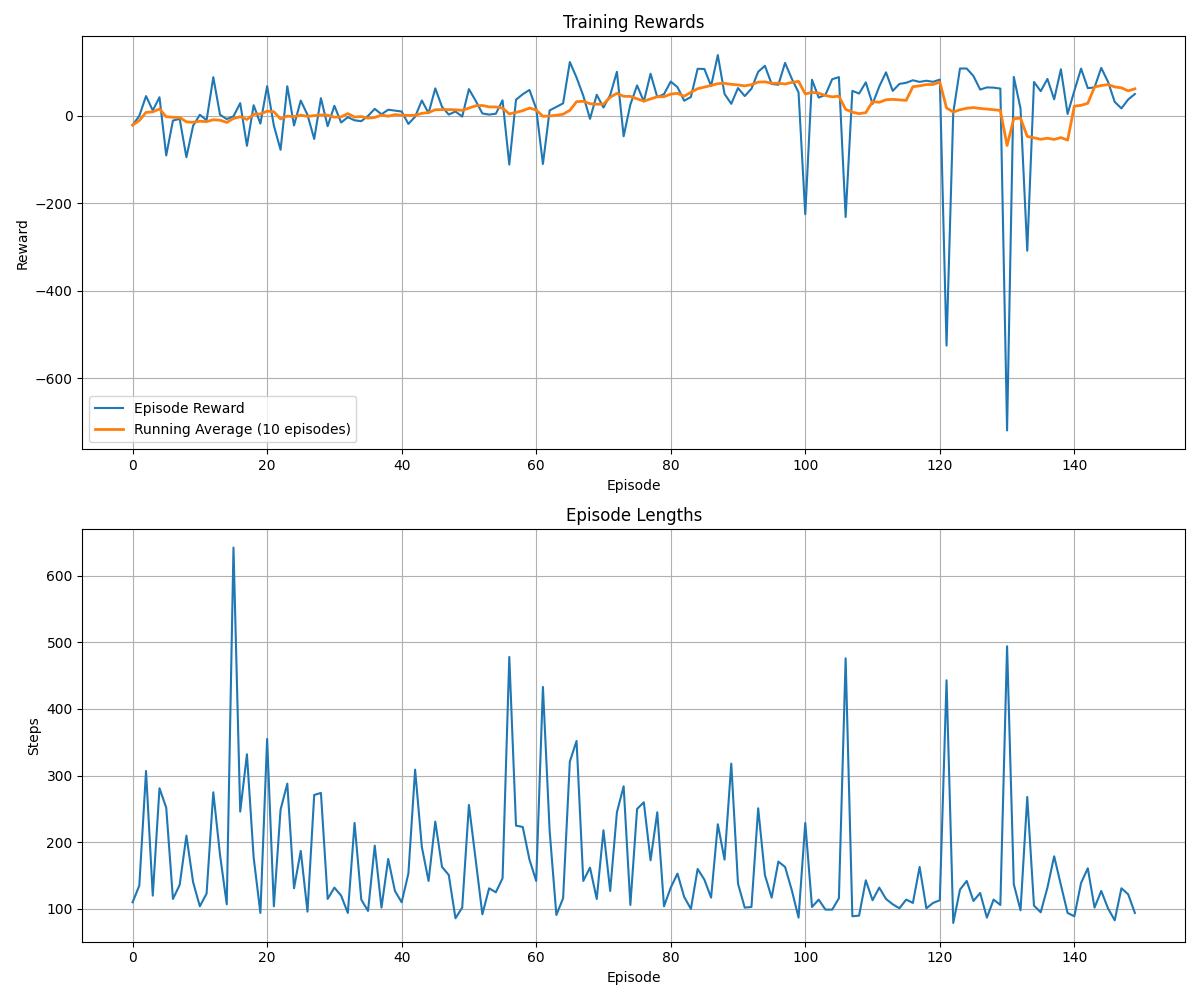 Training Rewards
0
−200
−400
−600
Reward
Episode Reward
Running Average (10 episodes)
0 20 40 60 80 100 120 140
Episode
Episode Lengths
600
500
400
300
200
100
Steps
0 20 40 60 80 100 120 140
Episode